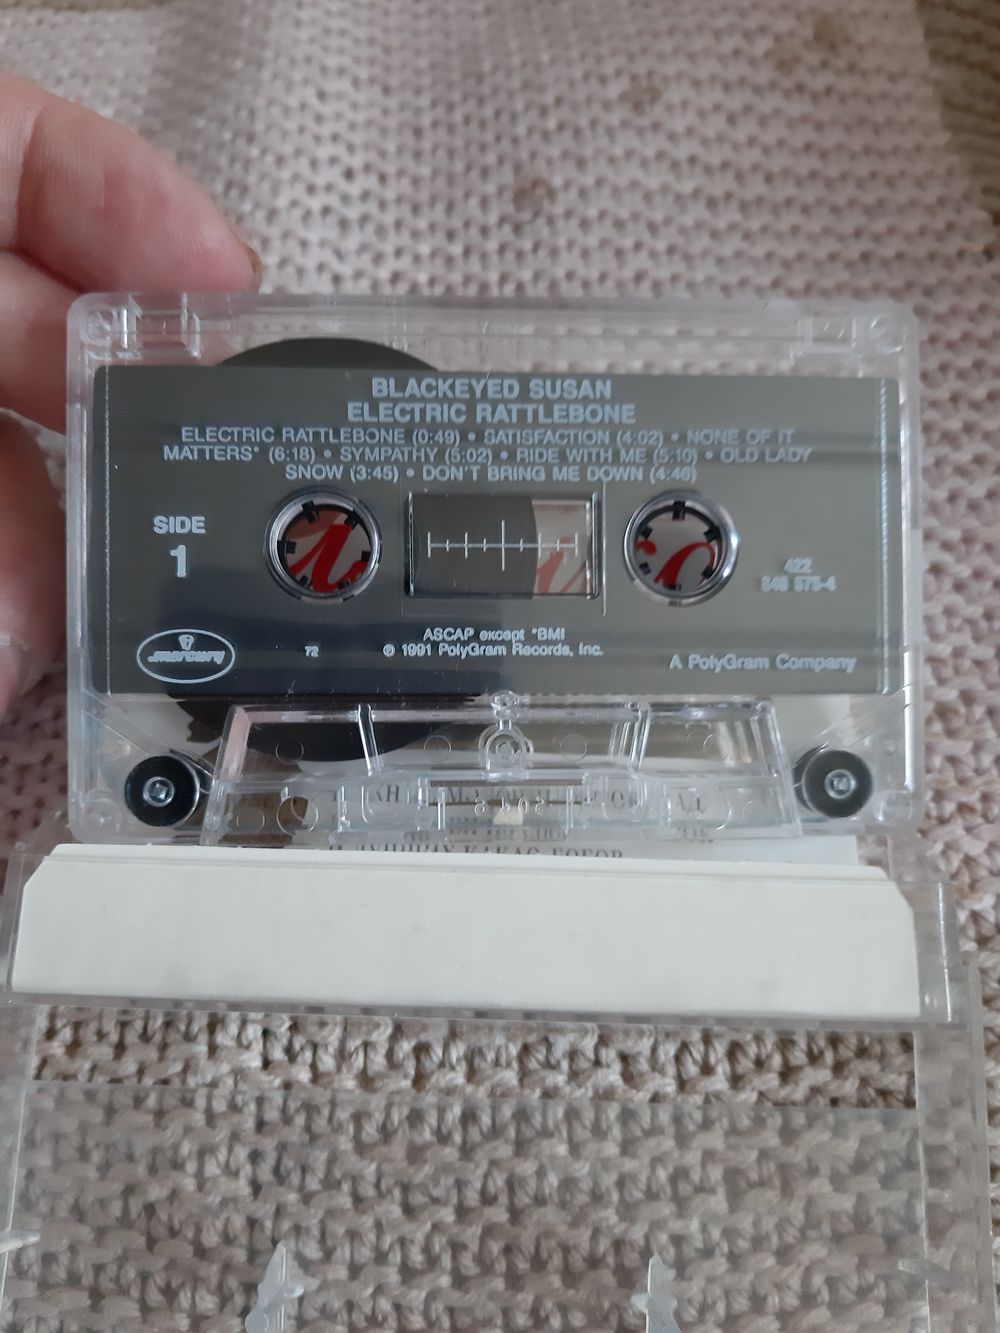 BLACKEYED SUSAN
ELECTRIC RATTLEBONE
ELECTRIC RATTLEBONE (0:49) • SATISFACTION (4:02) • NONE OF IT
MATTERS* (6:18) • SYMPATHY (5:02) • RIDE WITH ME (5:10) • OLD LADY
SNOW (3:45) • DON'T BRING ME DOWN (4:46)
SIDE
1
422
848 575-4
mercury
72
ASCAP except *BMI
℗ 1991 PolyGram Records, Inc.
A PolyGram Company